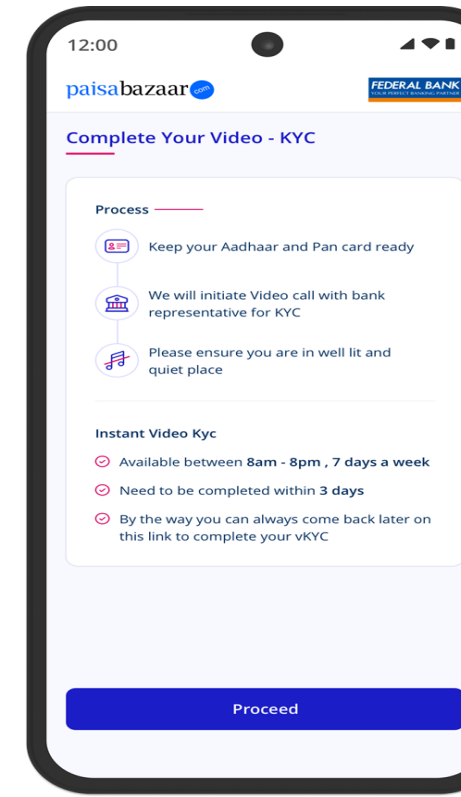 12:00
paisabazaar.com
FEDERAL BANK
YOUR PERFECT BANKING PARTNER
Complete Your Video - KYC
Process
Keep your Aadhaar and Pan card ready
We will initiate Video call with bank
representative for KYC
Please ensure you are in well lit and
quiet place
Instant Video Kyc
Available between 8am - 8pm , 7 days a week
Need to be completed within 3 days
By the way you can always come back later on
this link to complete your vKYC
Proceed